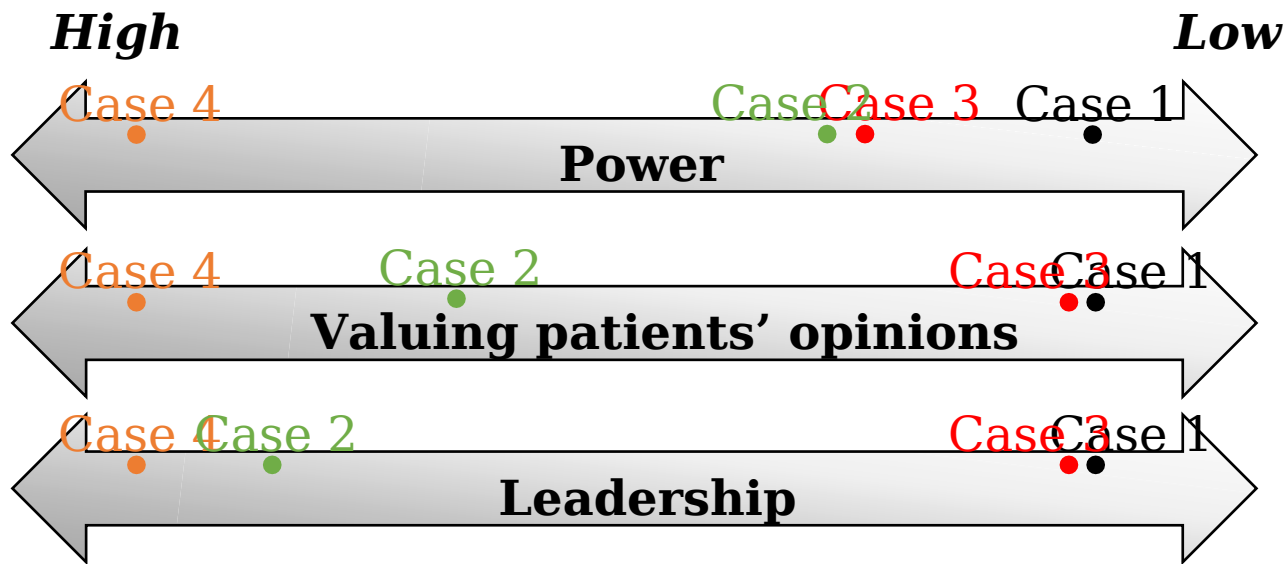 High Low
Case 4 Case 2 Case 3 Case 1
Power
Case 4 Case 2 Case 3 Case 1
Valuing patients’ opinions
Case 4 Case 2 Case 3 Case 1
Leadership